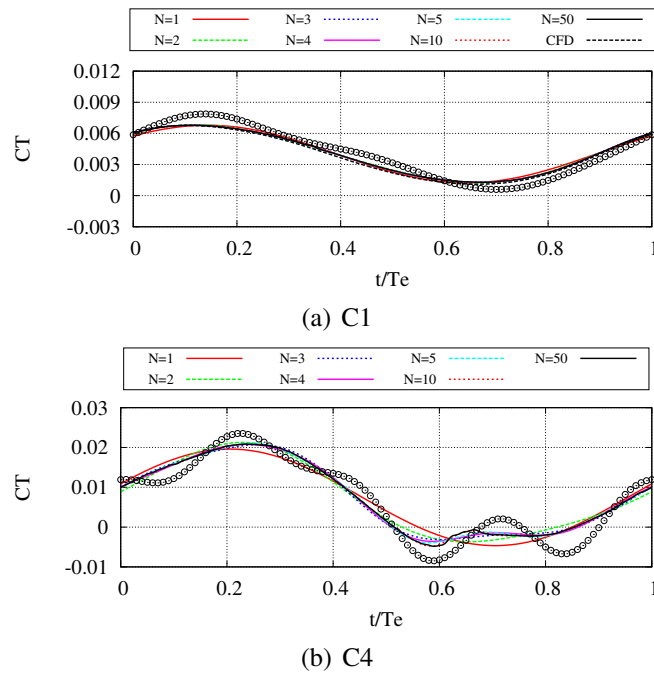 N=1 N=3 N=5 N=50
N=2 N=4 N=10 CFD
0.012
0.009
0.006
0.003
0
-0.003
CT
0 0.2 0.4 0.6 0.8 1
t/Te
(a) C1
N=1 N=3 N=5 N=50
N=2 N=4 N=10
0.03
0.02
0.01
0
-0.01
CT
0 0.2 0.4 0.6 0.8 1
t/Te
(b) C4